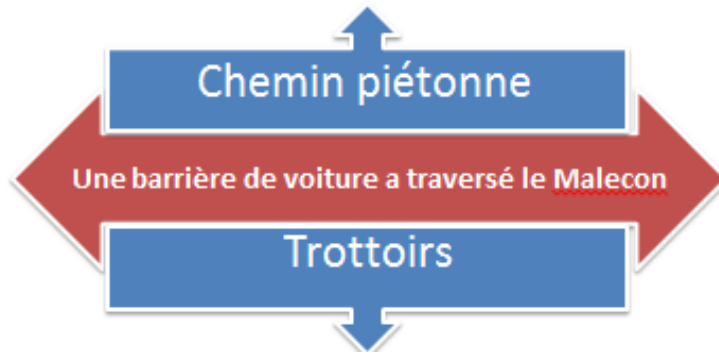 Chemin piétonne
Une barrière de voiture a traversé le Malecon
Trottoirs